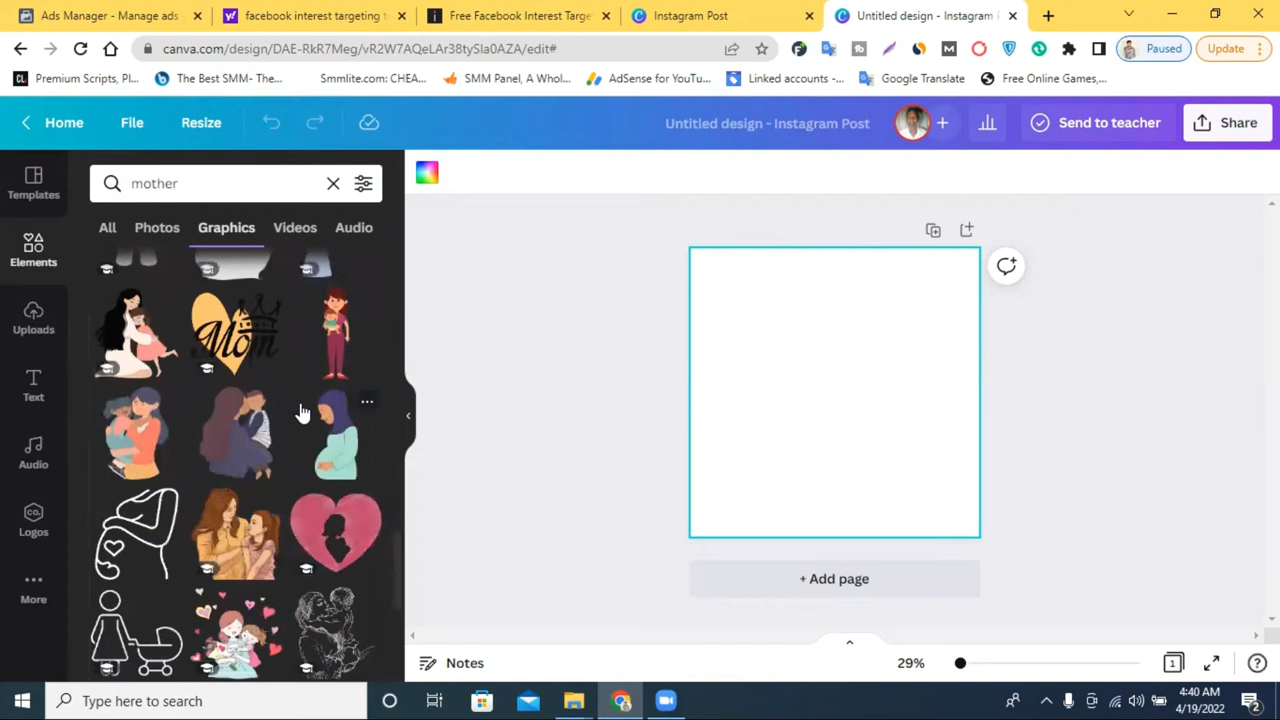 Ads Manager - Manage ads -
facebook interest targeting t
Free Facebook Interest Targe
Instagram Post
Untitled design - Instagram P
canva.com/design/DAE-RkR7Meg/vR2W7AQeLAr38tySla0AZA/edit#
Paused
Update
Premium Scripts, Pl...
The Best SMM- The...
Smmlite.com: CHEA...
SMM Panel, A Whol...
AdSense for YouTu...
Linked accounts -...
Google Translate
Free Online Games,...
Home
File
Resize
Untitled design - Instagram Post
Send to teacher
Share
Templates
Elements
Uploads
Text
Audio
Logos
More
mother
All
Photos
Graphics
Videos
Audio
Mom
CO.
+ Add page
Notes
29%
1
Type here to search
4:40 AM
4/19/2022
2